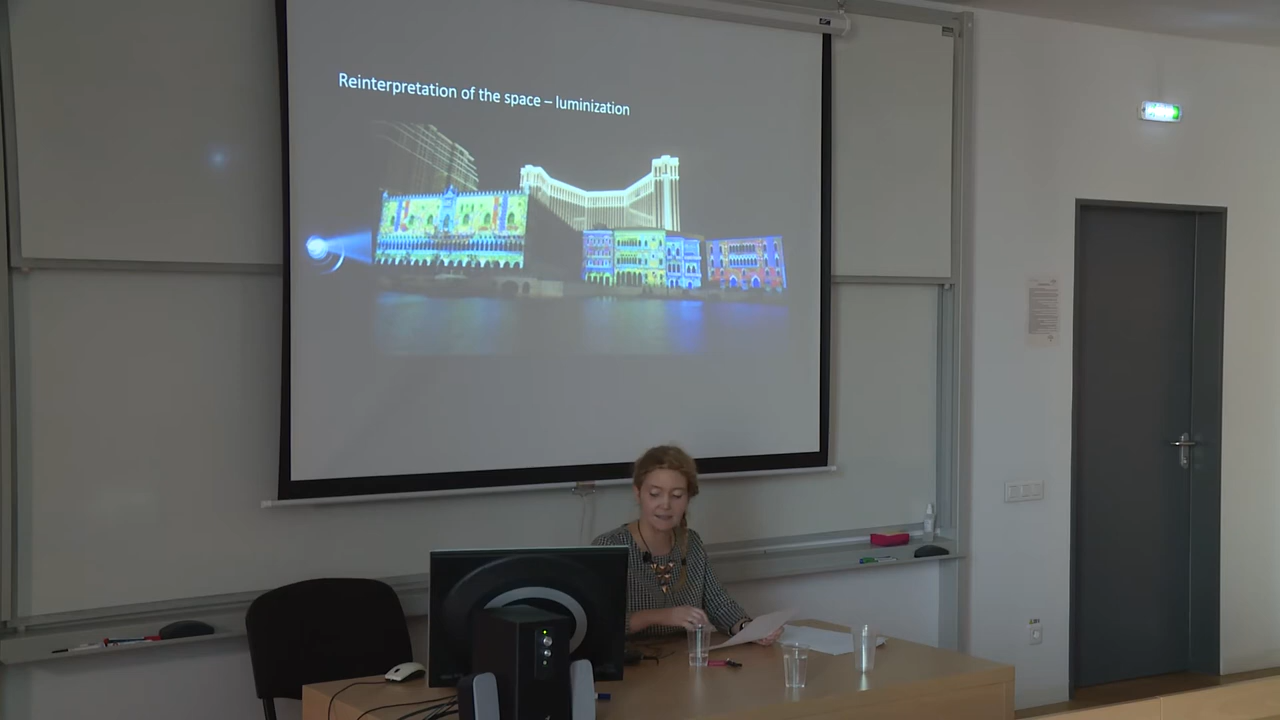 Reinterpretation of the space – luminization